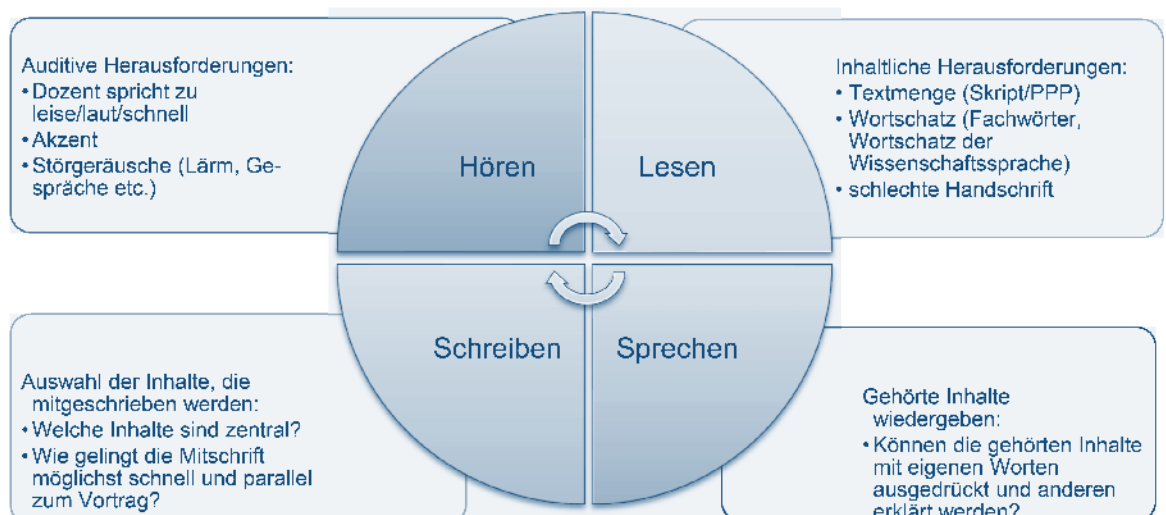 Auditive Herausforderungen:
• Dozent spricht zu
leise/laut/schnell
• Akzent
• Störgeräusche (Lärm, Ge-
spräche etc.)
Hören
Lesen
Inhaltliche Herausforderungen:
• Textmenge (Skript/PPP)
• Wortschatz (Fachwörter,
Wortschatz der
Wissenschaftssprache)
• schlechte Handschrift
Auswahl der Inhalte, die
mitgeschrieben werden:
• Welche Inhalte sind zentral?
• Wie gelingt die Mitschrift
möglichst schnell und parallel
zum Vortrag?
Schreiben
Sprechen
Gehörte Inhalte
wiedergeben:
• Können die gehörten Inhalte
mit eigenen Worten
ausgedrückt und anderen
erklärt werden?